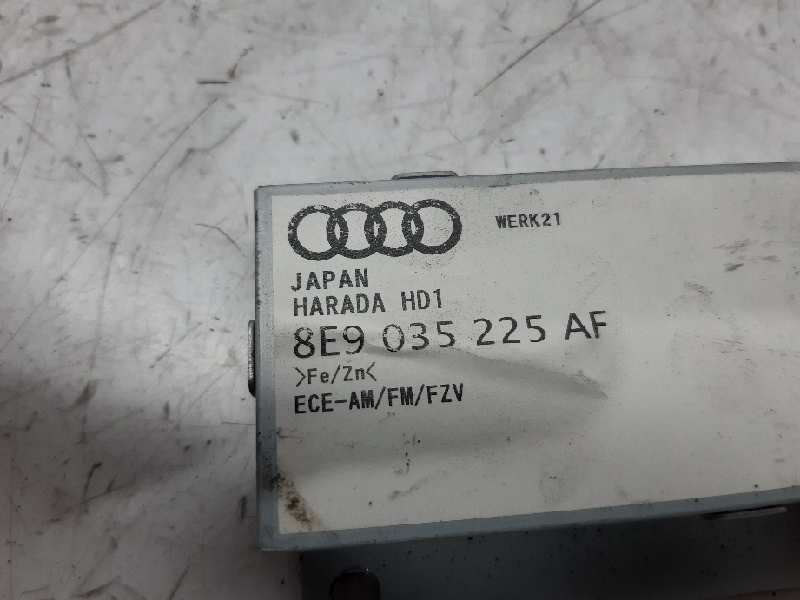 WERK21
JAPAN
HARADA HD1
8E9 035 225 AF
>Fe/Zn<
ECE-AM/FM/FZV